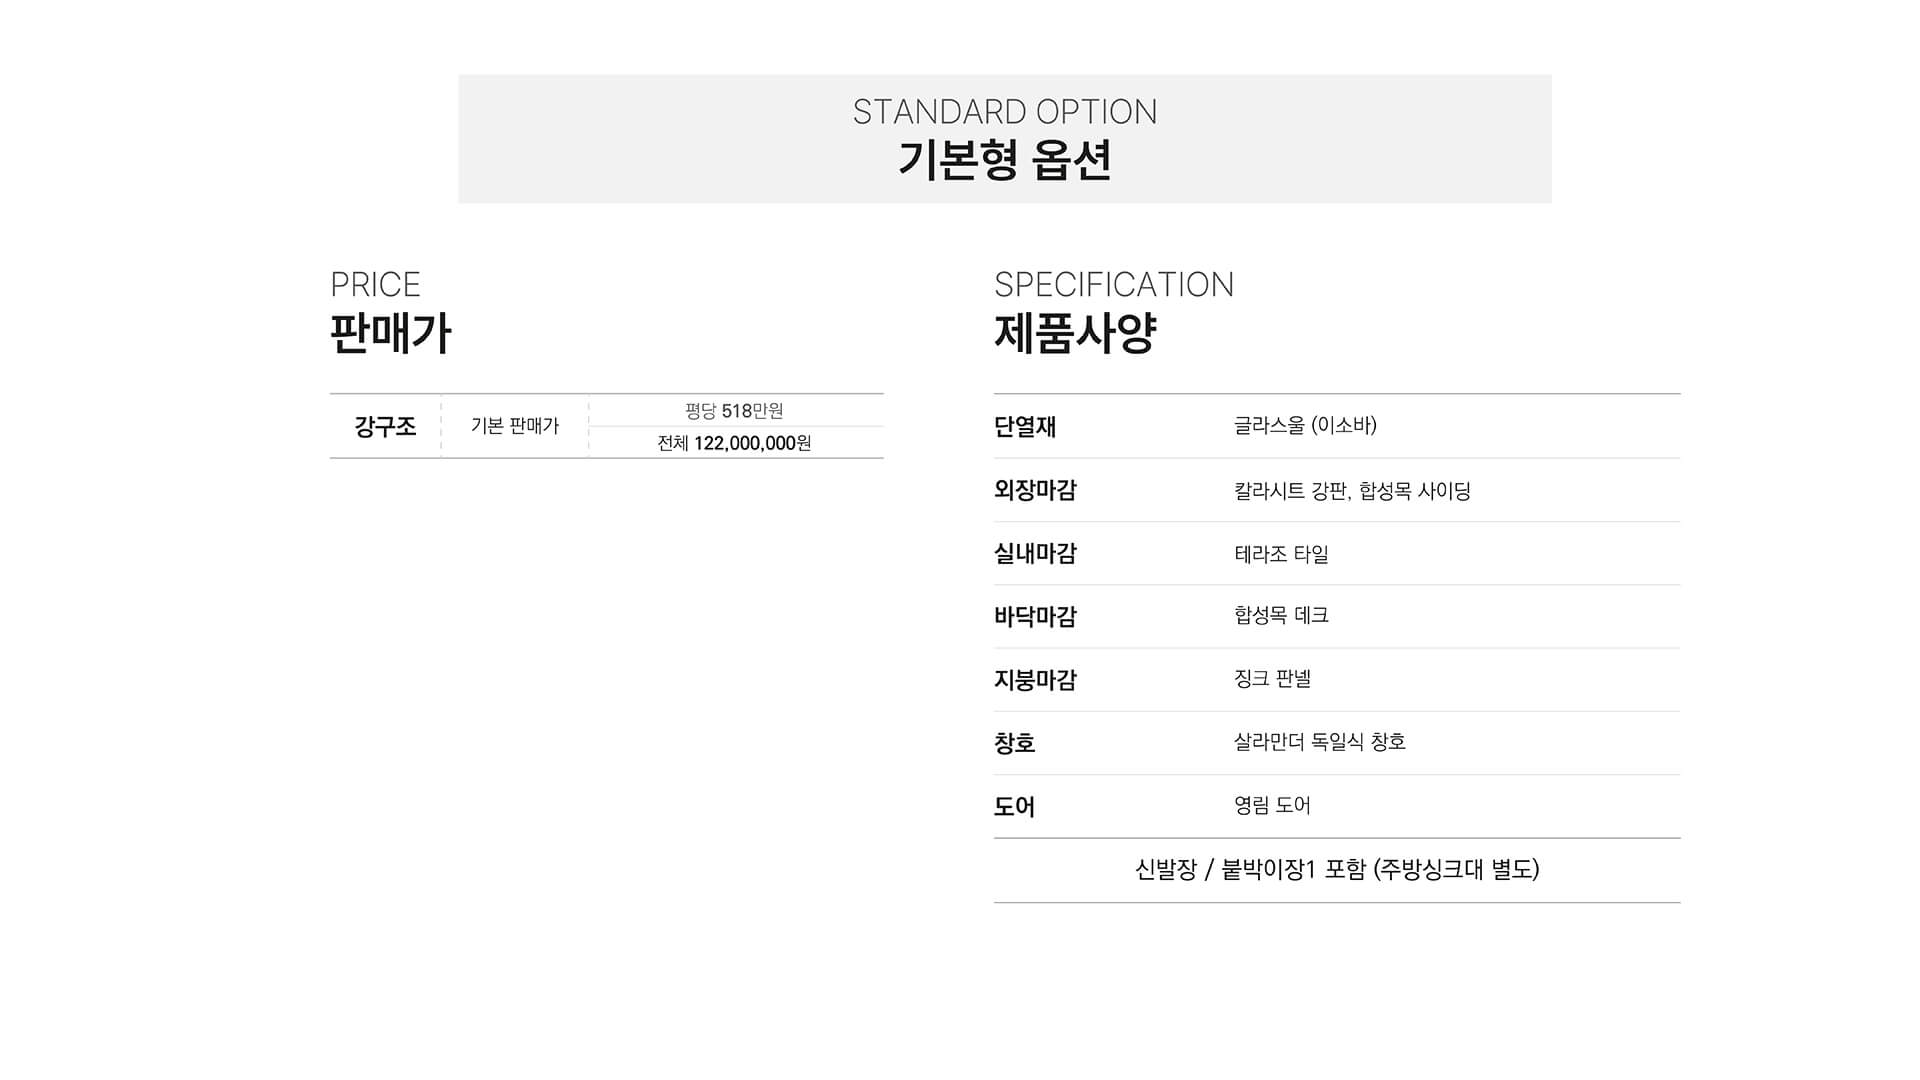 STANDARD OPTION
기본형 옵션
PRICE
판매가
강구조
기본 판매가
평당 518만원
전체 122,000,000원
SPECIFICATION
제품사양
단열재 글라스울 (이소바)
외장마감 칼라시트 강판, 합성목 사이딩
실내마감 테라조 타일
바닥마감 합성목 데크
지붕마감 징크 판넬
창호 살라만더 독일식 창호
도어 영림 도어
신발장 / 붙박이장1 포함 (주방싱크대 별도)